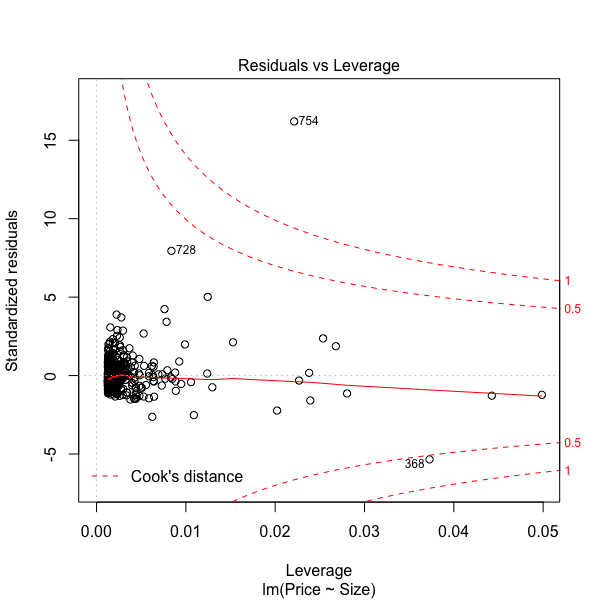 Residuals vs Leverage
Standardized residuals
15
10
5
0
-5
754
728
368
1
0.5
0.5
1
Cook's distance
0.00 0.01 0.02 0.03 0.04 0.05
Leverage
lm(Price ~ Size)